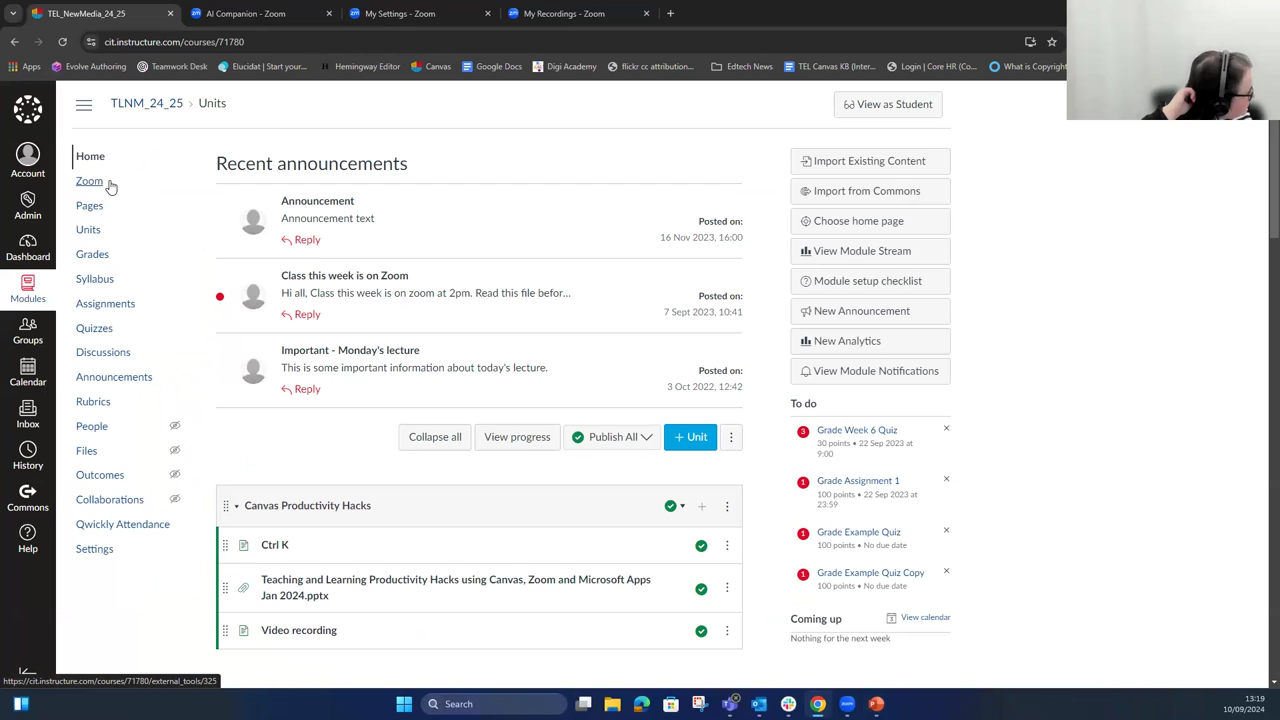 TEL_NewMedia_24_25
AI Companion - Zoom
My Settings - Zoom
My Recordings - Zoom
cit.instructure.com/courses/71780
Apps
Evolve Authoring
Teamwork Desk
Elucidat | Start your...
Hemingway Editor
Canvas
Google Docs
Digi Academy
flickr cc attribution...
Edtech News
TEL Canvas KB (Inter...
Login | Core HR (Co...
What is Copyright
TLNM_24_25 › Units
View as Student
Account
Admin
Dashboard
Modules
Groups
Calendar
Inbox
History
Commons
Help
Home
Zoom
Pages
Units
Grades
Syllabus
Assignments
Quizzes
Discussions
Announcements
Rubrics
People
Files
Outcomes
Collaborations
Qwickly Attendance
Settings
Recent announcements
Announcement
Announcement text
Reply
Posted on:
16 Nov 2023, 16:00
Class this week is on Zoom
Hi all, Class this week is on zoom at 2pm. Read this file befor...
Reply
Posted on:
7 Sept 2023, 10:41
Important - Monday's lecture
This is some important information about today's lecture.
Reply
Posted on:
3 Oct 2022, 12:42
Collapse all
View progress
Publish All
+ Unit
Canvas Productivity Hacks
Ctrl K
Teaching and Learning Productivity Hacks using Canvas, Zoom and Microsoft Apps
Jan 2024.pptx
Video recording
Import Existing Content
Import from Commons
Choose home page
View Module Stream
Module setup checklist
New Announcement
New Analytics
View Module Notifications
To do
3
Grade Week 6 Quiz
30 points • 22 Sep 2023 at
9:00
1
Grade Assignment 1
100 points • 22 Sep 2023 at
23:59
1
Grade Example Quiz
100 points • No due date
1
Grade Example Quiz Copy
100 points • No due date
Coming up
3
View calendar
Nothing for the next week
https://cit.instructure.com/courses/71780/external_tools/325
Search
13:19
10/09/2024